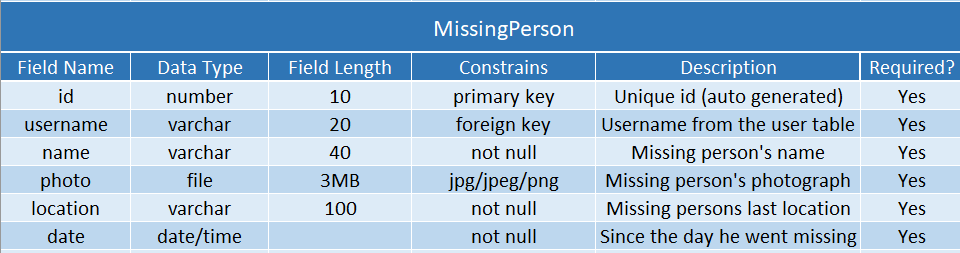 MissingPerson
Field Name Data Type Field Length Constrains Description Required?
id number 10 primary key Unique id (auto generated) Yes
username varchar 20 foreign key Username from the user table Yes
name varchar 40 not null Missing person's name Yes
photo file 3MB jpg/jpeg/png Missing person's photograph Yes
location varchar 100 not null Missing persons last location Yes
date date/time not null Since the day he went missing Yes